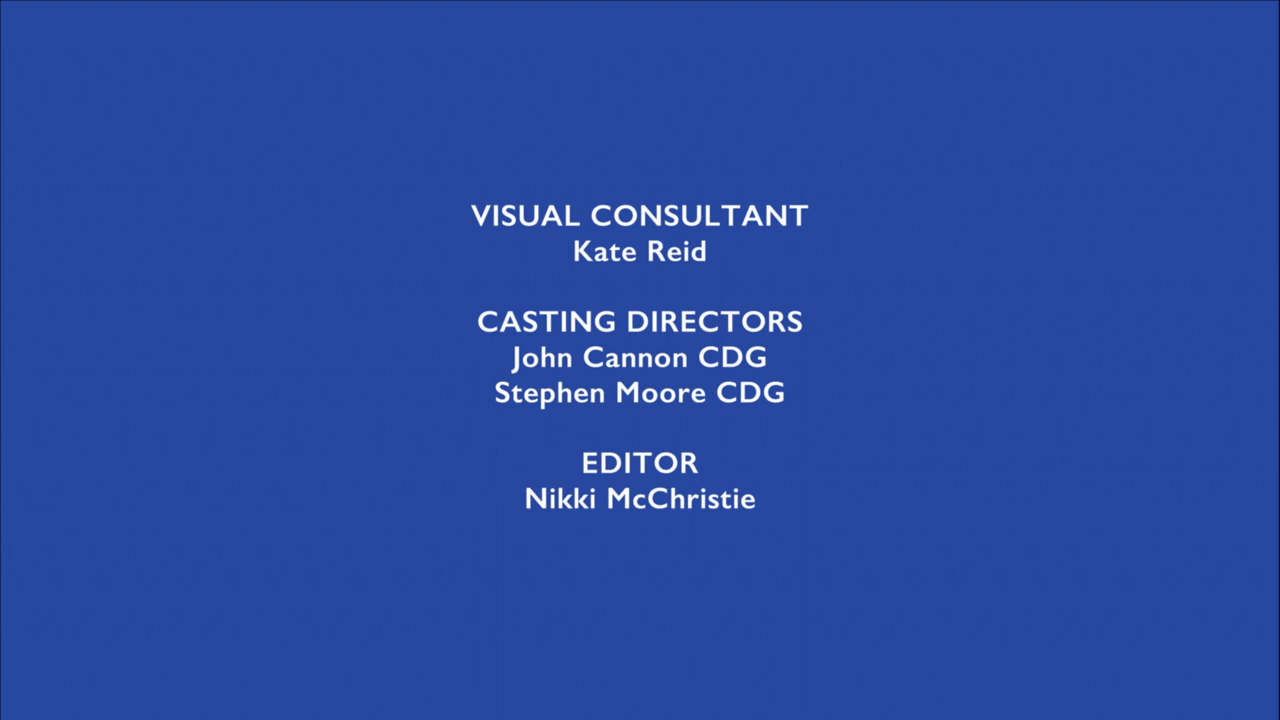 VISUAL CONSULTANT
Kate Reid
CASTING DIRECTORS
John Cannon CDG
Stephen Moore CDG
EDITOR
Nikki McChristie